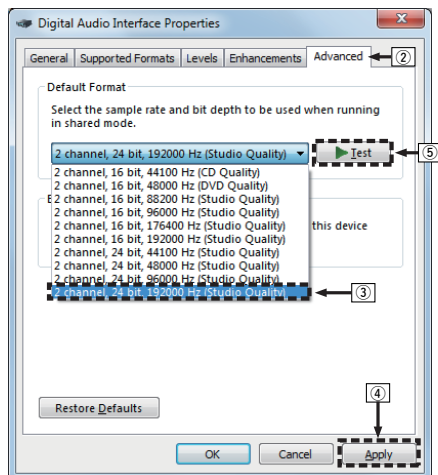 Digital Audio Interface Properties
General Supported Formats Levels Enhancements Advanced ②
Default Format
Select the sample rate and bit depth to be used when running
in shared mode.
2 channel, 24 bit, 192000 Hz (Studio Quality) Test ⑤
2 channel, 16 bit, 44100 Hz (CD Quality)
2 channel, 16 bit, 48000 Hz (DVD Quality)
2 channel, 16 bit, 88200 Hz (Studio Quality)
2 channel, 16 bit, 96000 Hz (Studio Quality)
2 channel, 16 bit, 176400 Hz (Studio Quality) this device
2 channel, 16 bit, 192000 Hz (Studio Quality)
2 channel, 24 bit, 44100 Hz (Studio Quality)
2 channel, 24 bit, 48000 Hz (Studio Quality)
2 channel, 24 bit, 96000 Hz (Studio Quality)
2 channel, 24 bit, 192000 Hz (Studio Quality) ③
④
Restore Defaults
OK Cancel Apply